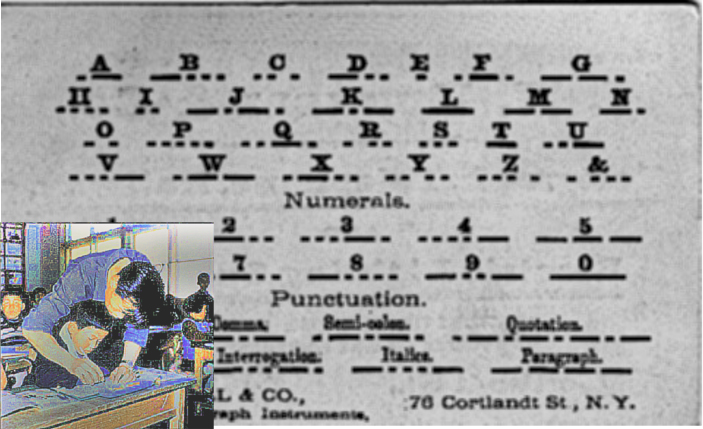 A B C D E F G
H I J K L M N
O P Q R S T U
V W X Y Z &
Numerals.
2 3 4 5
7 8 9 0
Punctuation.
Comma. Semi-colon. Quotation.
Interrogation. Italics. Paragraph.
L & CO., 76 Cortlandt St., N. Y.
raph Instruments,